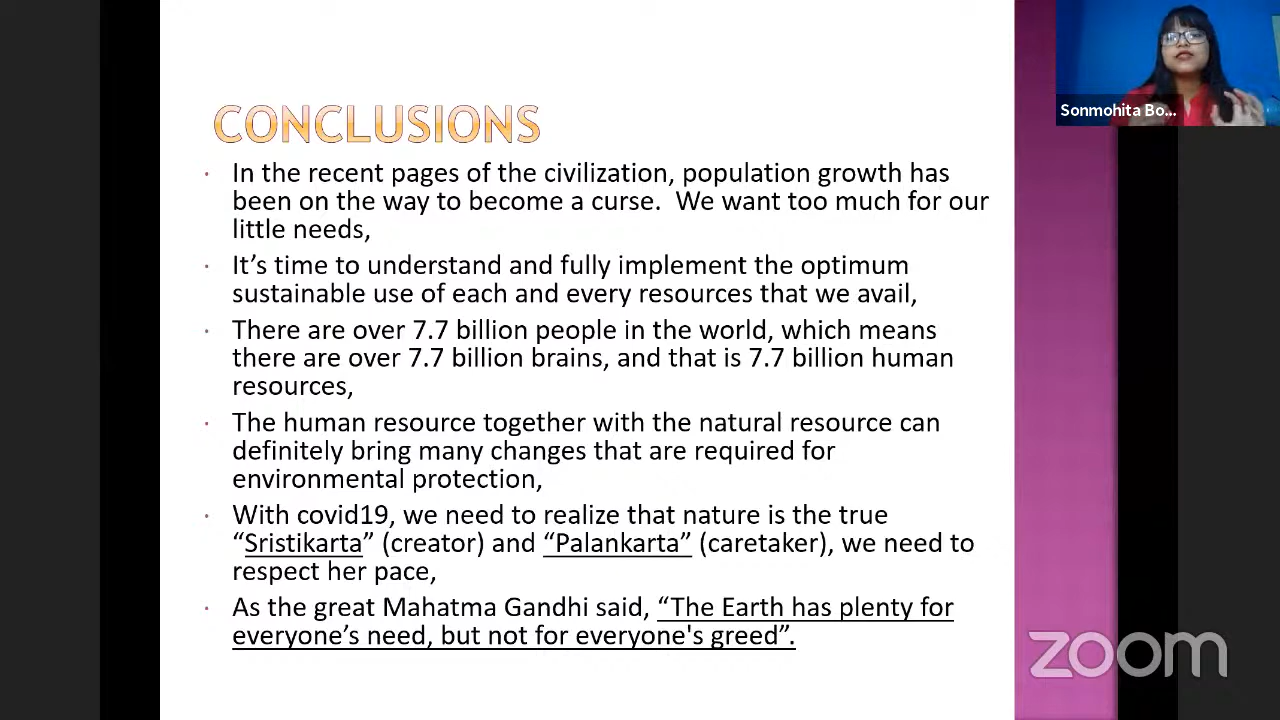 CONCLUSIONS
In the recent pages of the civilization, population growth has
been on the way to become a curse.  We want too much for our
little needs,
It’s time to understand and fully implement the optimum
sustainable use of each and every resources that we avail,
There are over 7.7 billion people in the world, which means
there are over 7.7 billion brains, and that is 7.7 billion human
resources,
The human resource together with the natural resource can
definitely bring many changes that are required for
environmental protection,
With covid19, we need to realize that nature is the true
“Sristikarta” (creator) and “Palankarta” (caretaker), we need to
respect her pace,
As the great Mahatma Gandhi said, “The Earth has plenty for
everyone’s need, but not for everyone's greed”.
Sonmohita Bo...
zoom